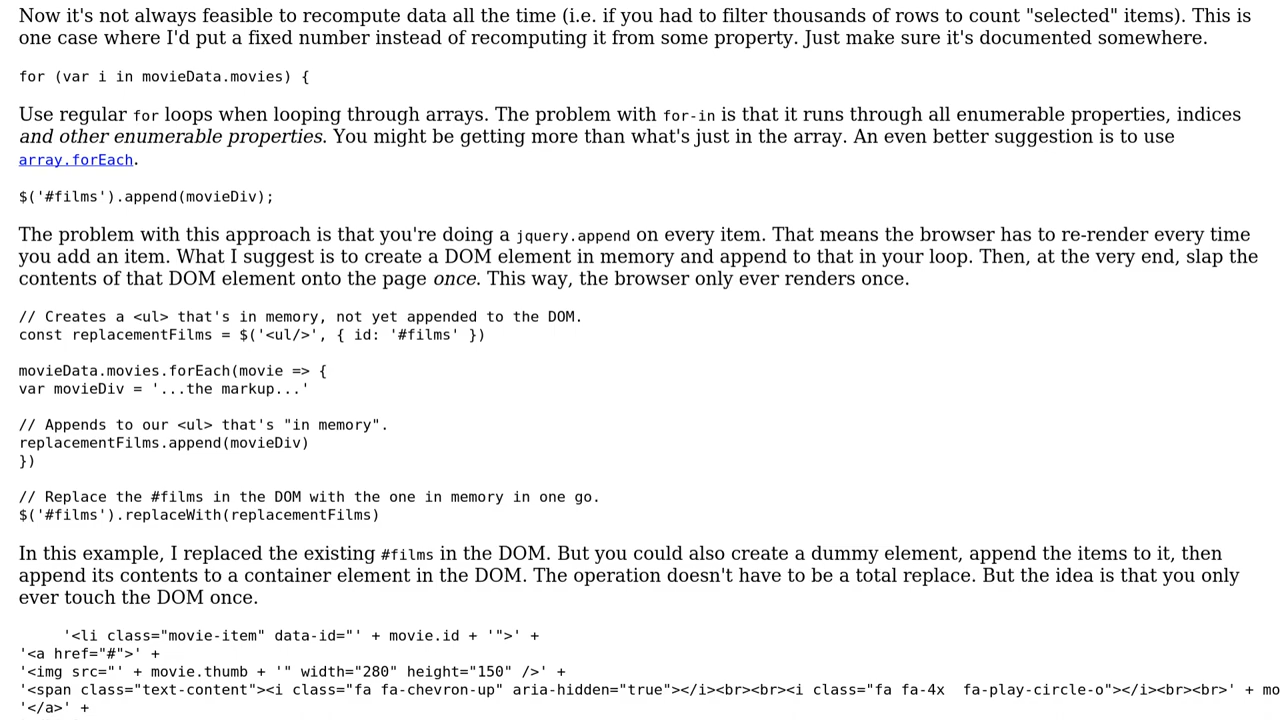 Now it's not always feasible to recompute data all the time (i.e. if you had to filter thousands of rows to count "selected" items). This is
one case where I'd put a fixed number instead of recomputing it from some property. Just make sure it's documented somewhere.
for (var i in movieData.movies) {
Use regular for loops when looping through arrays. The problem with for-in is that it runs through all enumerable properties, indices
and other enumerable properties. You might be getting more than what's just in the array. An even better suggestion is to use
array.forEach.
$('#films').append(movieDiv);
The problem with this approach is that you're doing a jquery.append on every item. That means the browser has to re-render every time
you add an item. What I suggest is to create a DOM element in memory and append to that in your loop. Then, at the very end, slap the
contents of that DOM element onto the page once. This way, the browser only ever renders once.
// Creates a <ul> that's in memory, not yet appended to the DOM.
const replacementFilms = $('<ul/>', { id: '#films' })
movieData.movies.forEach(movie => {
var movieDiv = '...the markup...'
// Appends to our <ul> that's "in memory".
replacementFilms.append(movieDiv)
})
// Replace the #films in the DOM with the one in memory in one go.
$('#films').replaceWith(replacementFilms)
In this example, I replaced the existing #films in the DOM. But you could also create a dummy element, append the items to it, then
append its contents to a container element in the DOM. The operation doesn't have to be a total replace. But the idea is that you only
ever touch the DOM once.
'<li class="movie-item" data-id="' + movie.id + '">' +
'<a href="#">' +
'<img src="' + movie.thumb + '" width="280" height="150" />' +
'<span class="text-content"><i class="fa fa-chevron-up" aria-hidden="true"></i><br><br><i class="fa fa-4x  fa-play-circle-o"></i><br><br>' + mo
'</a>' +